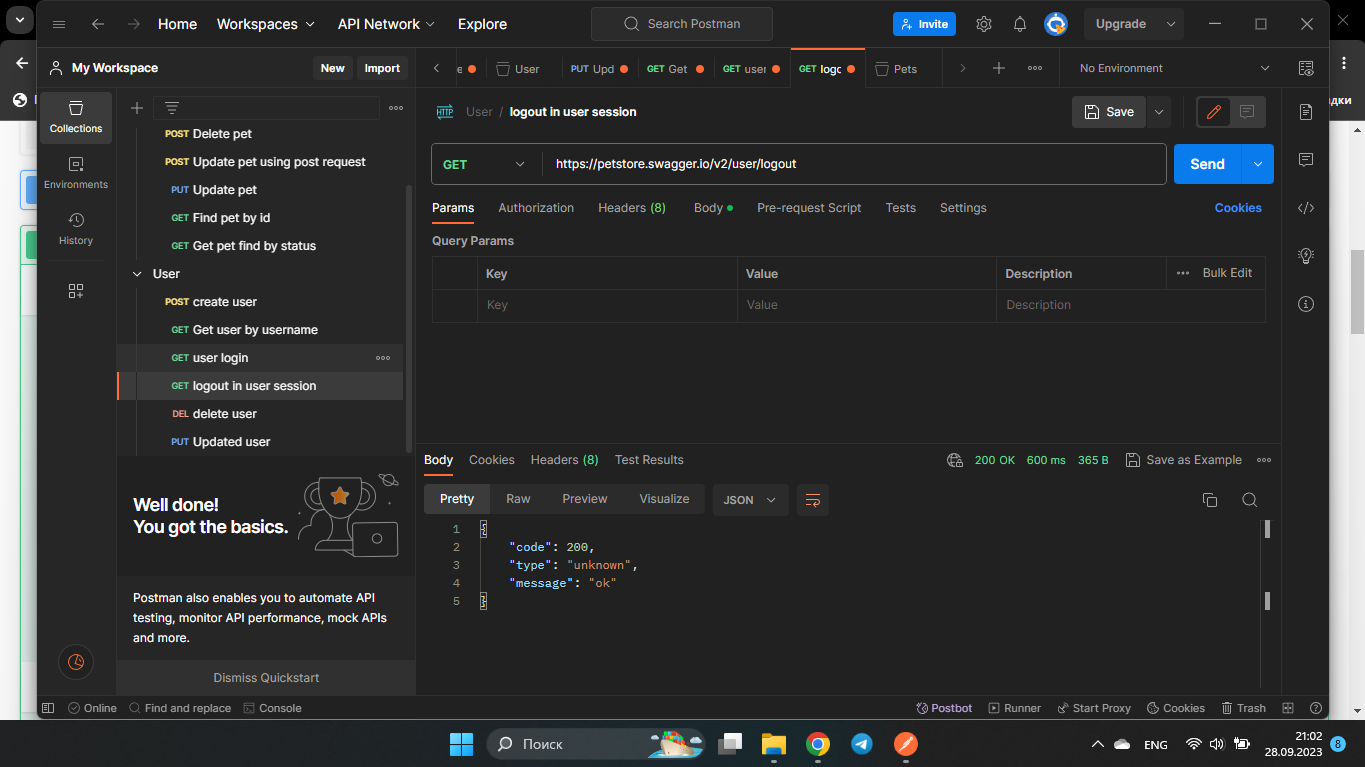 Home Workspaces API Network Explore Search Postman Invite Upgrade
My Workspace New Import
e User PUT Upd GET Get GET user GET logc Pets No Environment
Collections
Environments
History
Delete pet
POST Delete pet
POST Update pet using post request
PUT Update pet
GET Find pet by id
GET Get pet find by status
User
POST create user
GET Get user by username
GET user login
GET logout in user session
DEL delete user
PUT Updated user
Well done!
You got the basics.
Postman also enables you to automate API
testing, monitor API performance, mock APIs
and more.
Dismiss Quickstart
HTTP User / logout in user session Save
GET https://petstore.swagger.io/v2/user/logout Send
Params Authorization Headers (8) Body Pre-request Script Tests Settings Cookies
Query Params
Key Value Description Bulk Edit
Key Value Description
Body Cookies Headers (8) Test Results 200 OK 600 ms 365 B Save as Example
Pretty Raw Preview Visualize JSON
1 {
2 "code": 200,
3 "type": "unknown",
4 "message": "ok"
5 }
Online Find and replace Console Postbot Runner Start Proxy Cookies Trash
Поиск ENG 21:02
28.09.2023 8
дки